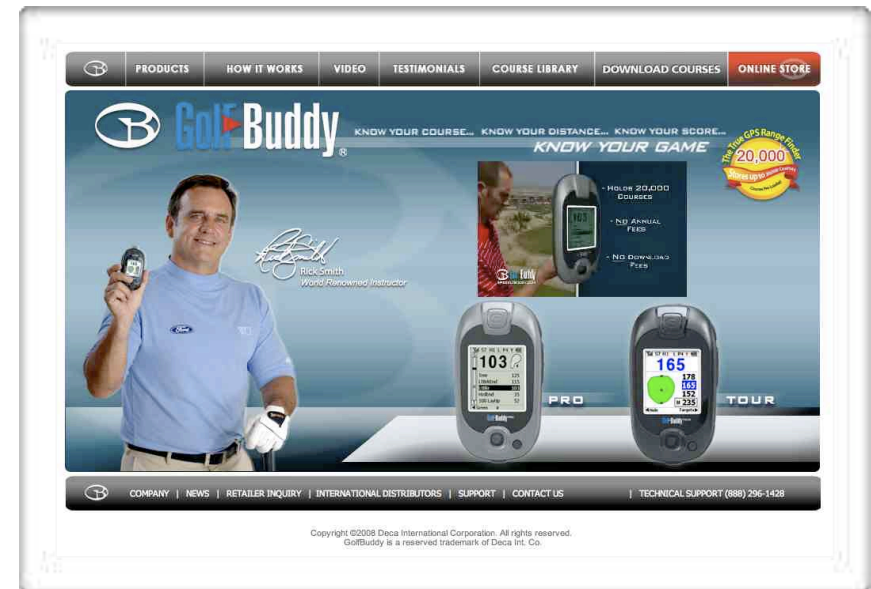 PRODUCTS
HOW IT WORKS
VIDEO
TESTIMONIALS
COURSE LIBRARY
DOWNLOAD COURSES
ONLINE STORE
GolfBuddy®
KNOW YOUR COURSE... KNOW YOUR DISTANCE... KNOW YOUR SCORE...
KNOW YOUR GAME
The True GPS Range Finder
20,000
- HOLDS 20,000
COURSES
- NO ANNUAL
FEES
- NO DOWNLOAD
FEES
163
Rick Smith
Rick Smith
World Renowned Instructor
Ford
103
PRO
165
178
165
152
235
TOUR
COMPANY | NEWS | RETAILER INQUIRY | INTERNATIONAL DISTRIBUTORS | SUPPORT | CONTACT US | TECHNICAL SUPPORT (888) 296-1428
Copyright ©2008 Deca International Corporation. All rights reserved.
GolfBuddy is a reserved trademark of Deca Int. Co.